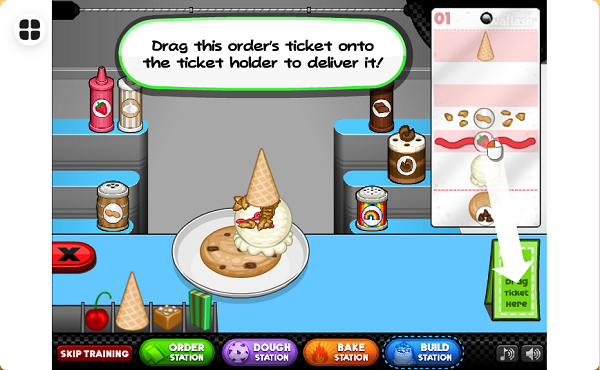 Drag this order's ticket onto
the ticket holder to deliver it!
01
Drag
Ticket
Here
SKIP TRAINING
ORDER
STATION
DOUGH
STATION
BAKE
STATION
BUILD
STATION